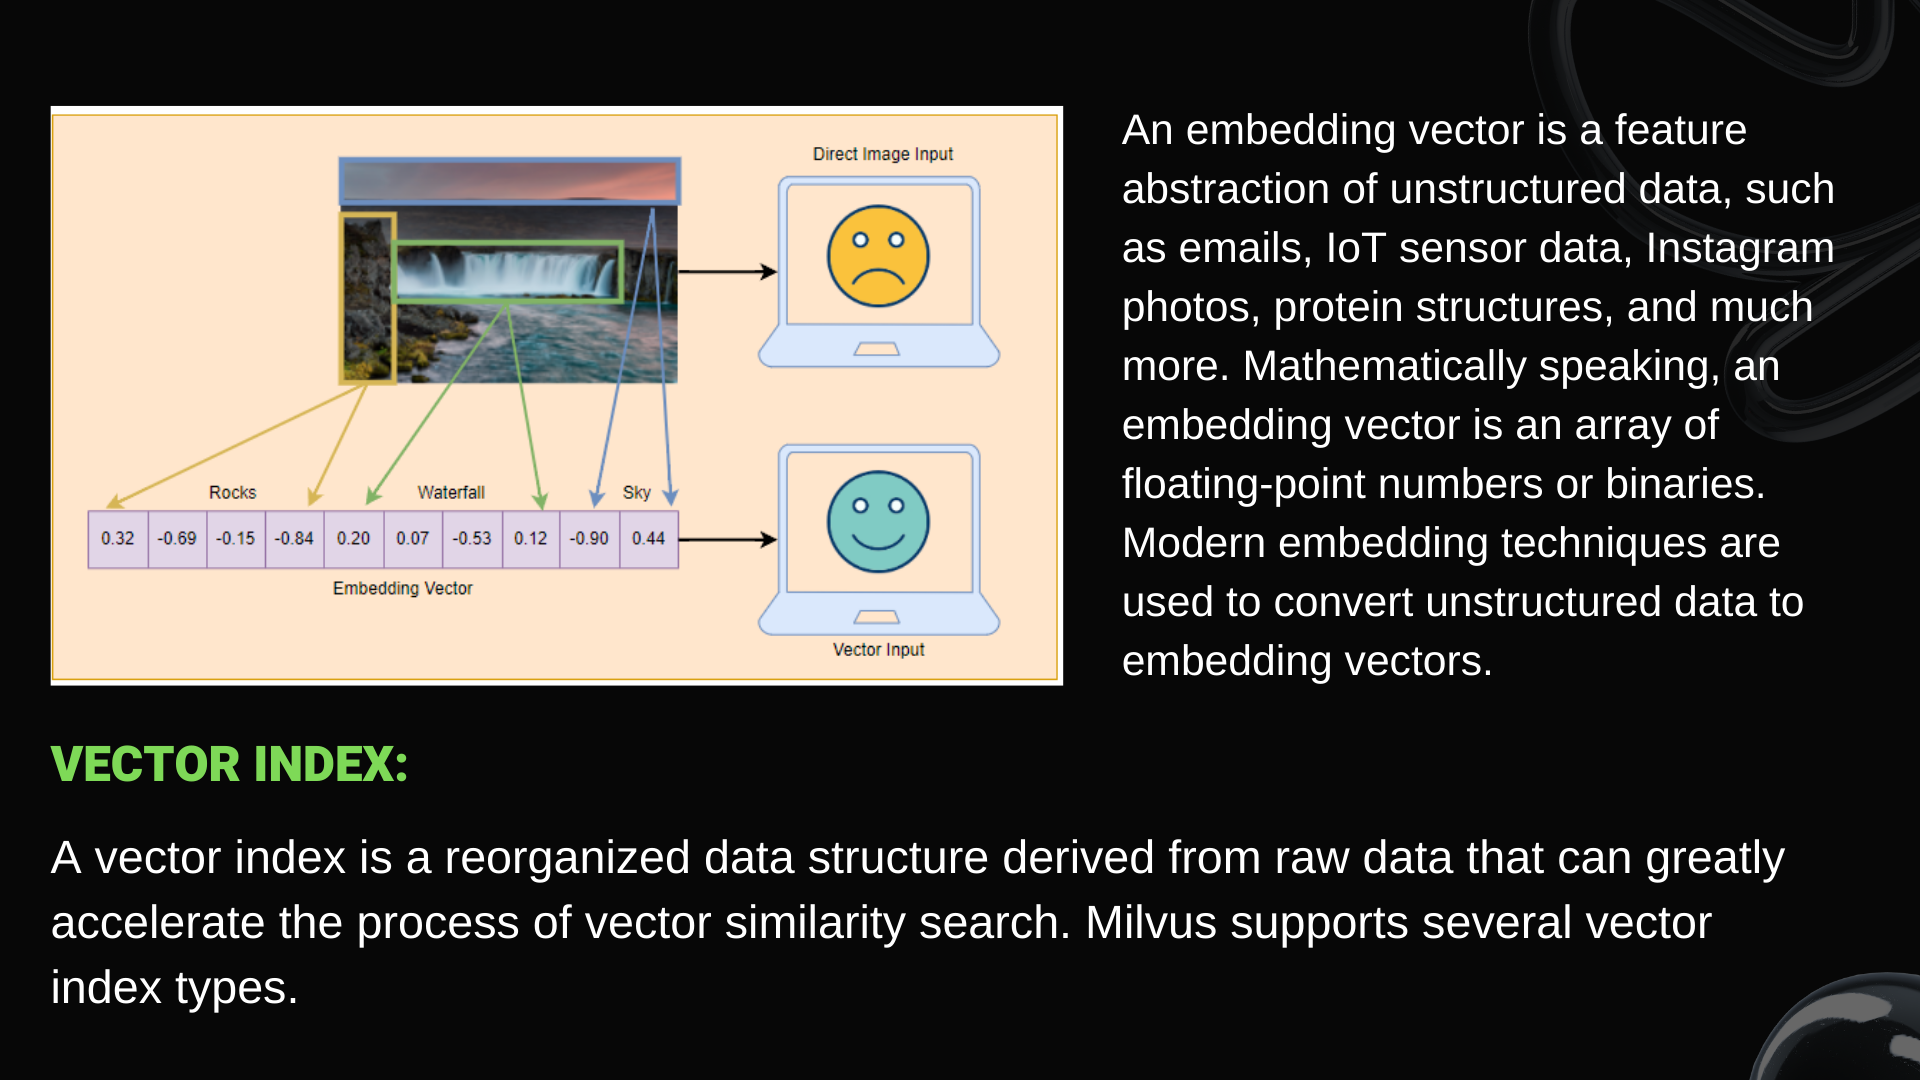 Direct Image Input
Rocks Waterfall Sky
0.32 -0.69 -0.15 -0.84 0.20 0.07 -0.53 0.12 -0.90 0.44
Embedding Vector
Vector Input
An embedding vector is a feature
abstraction of unstructured data, such
as emails, IoT sensor data, Instagram
photos, protein structures, and much
more. Mathematically speaking, an
embedding vector is an array of
floating-point numbers or binaries.
Modern embedding techniques are
used to convert unstructured data to
embedding vectors.
VECTOR INDEX:
A vector index is a reorganized data structure derived from raw data that can greatly
accelerate the process of vector similarity search. Milvus supports several vector
index types.